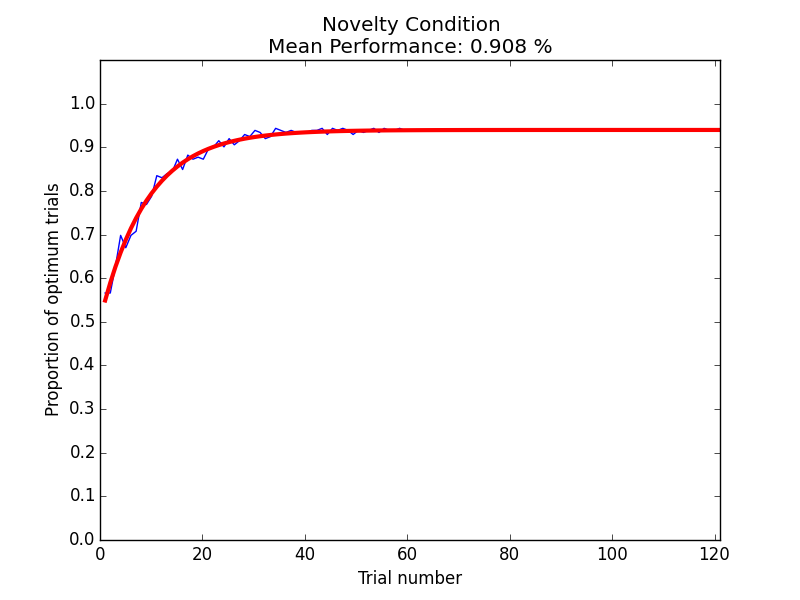 Novelty Condition
Mean Performance: 0.908 %
Proportion of optimum trials
1.0
0.9
0.8
0.7
0.6
0.5
0.4
0.3
0.2
0.1
0.0
0 20 40 60 80 100 120
Trial number